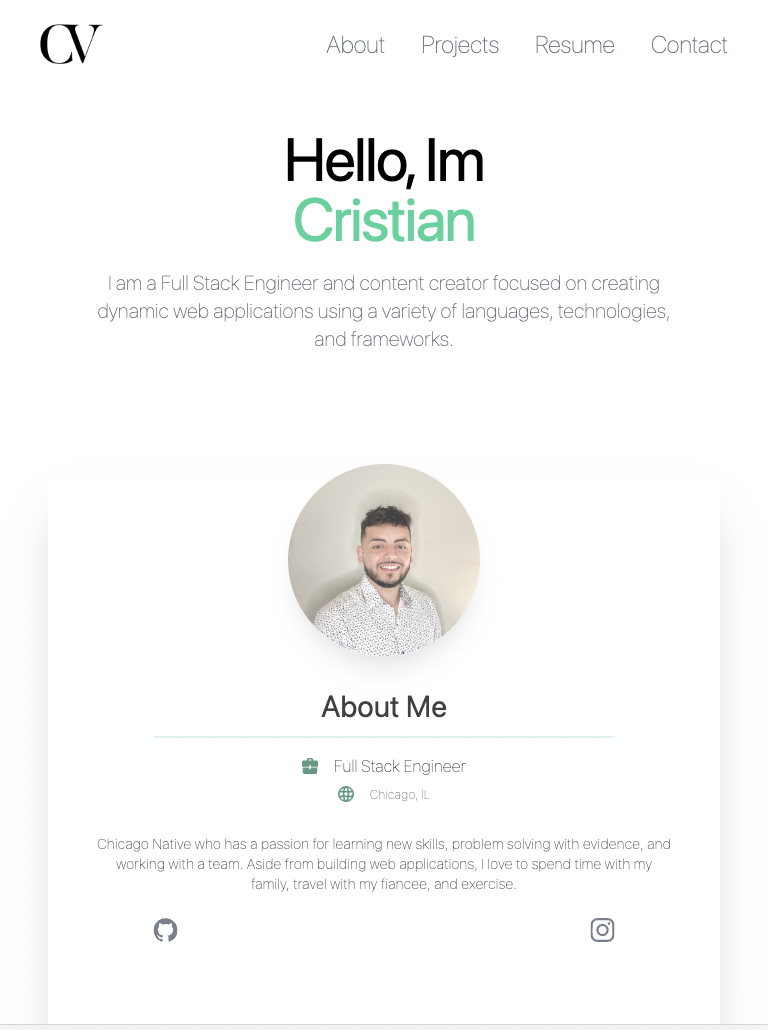 CV
About Projects Resume Contact
Hello, Im
Cristian
I am a Full Stack Engineer and content creator focused on creating
dynamic web applications using a variety of languages, technologies,
and frameworks.
About Me
Full Stack Engineer
Chicago, IL
Chicago Native who has a passion for learning new skills, problem solving with evidence, and
working with a team. Aside from building web applications, I love to spend time with my
family, travel with my fiancee, and exercise.